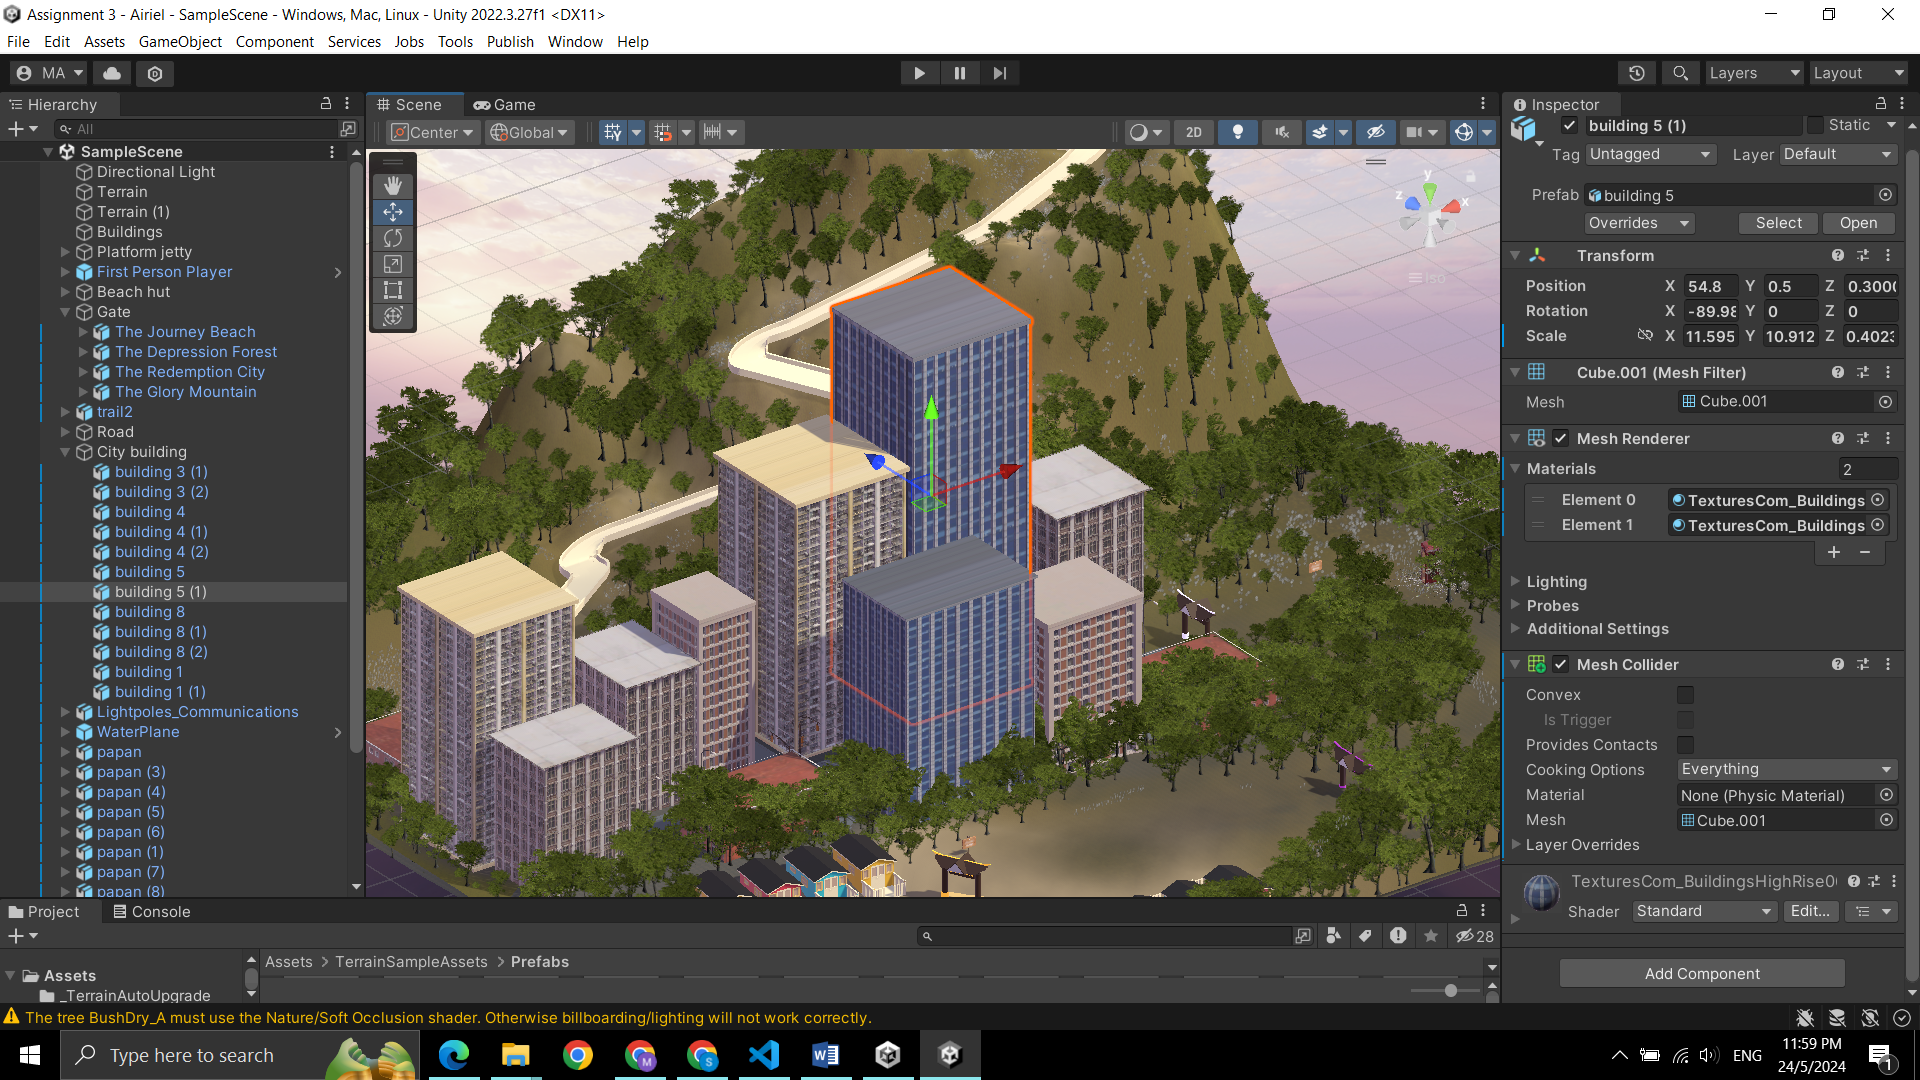 Assignment 3 - Airiel - SampleScene - Windows, Mac, Linux - Unity 2022.3.27f1 <DX11>
File Edit Assets GameObject Component Services Jobs Tools Publish Window Help
MA
Layers
Layout
Hierarchy
All
SampleScene
Directional Light
Terrain
Terrain (1)
Buildings
Platform jetty
First Person Player
Beach hut
Gate
The Journey Beach
The Depression Forest
The Redemption City
The Glory Mountain
trail2
Road
City building
building 3 (1)
building 3 (2)
building 4
building 4 (1)
building 4 (2)
building 5
building 5 (1)
building 8
building 8 (1)
building 8 (2)
building 1
building 1 (1)
Lightpoles_Communications
WaterPlane
papan
papan (3)
papan (4)
papan (5)
papan (6)
papan (1)
papan (7)
papan (8)
Scene Game
Center Global 2D
y
z x
Iso
Inspector
building 5 (1) Static
Tag Untagged Layer Default
Prefab building 5
Overrides Select Open
Transform
Position X 54.8 Y 0.5 Z 0.300
Rotation X -89.98 Y 0 Z 0
Scale X 11.595 Y 10.912 Z 0.4023
Cube.001 (Mesh Filter)
Mesh Cube.001
Mesh Renderer
Materials 2
Element 0 TexturesCom_Buildings
Element 1 TexturesCom_Buildings
Lighting
Probes
Additional Settings
Mesh Collider
Convex
Is Trigger
Provides Contacts
Cooking Options Everything
Material None (Physic Material)
Mesh Cube.001
Layer Overrides
TexturesCom_BuildingsHighRise0
Shader Standard Edit...
Add Component
Project Console
28
Assets
_TerrainAutoUpgrade
Assets > TerrainSampleAssets > Prefabs
The tree BushDry_A must use the Nature/Soft Occlusion shader. Otherwise billboarding/lighting will not work correctly.
Type here to search
M
S
ENG
11:59 PM
24/5/2024
1